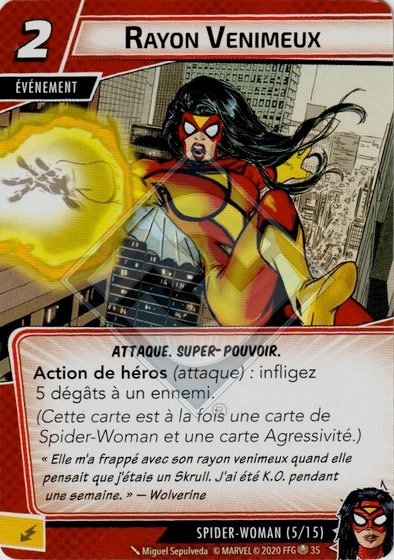 2
RAYON VENIMEUX
ÉVÉNEMENT
ATTAQUE. SUPER-POUVOIR.
Action de héros (attaque) : infligez
5 dégâts à un ennemi.
(Cette carte est à la fois une carte de
Spider-Woman et une carte Agressivité.)
« Elle m'a frappé avec son rayon venimeux quand elle
pensait que j'étais un Skrull. J'ai été K.O. pendant
une semaine. » — Wolverine
SPIDER-WOMAN (5/15)
Miguel Sepulveda © MARVEL © 2020 FFG 35